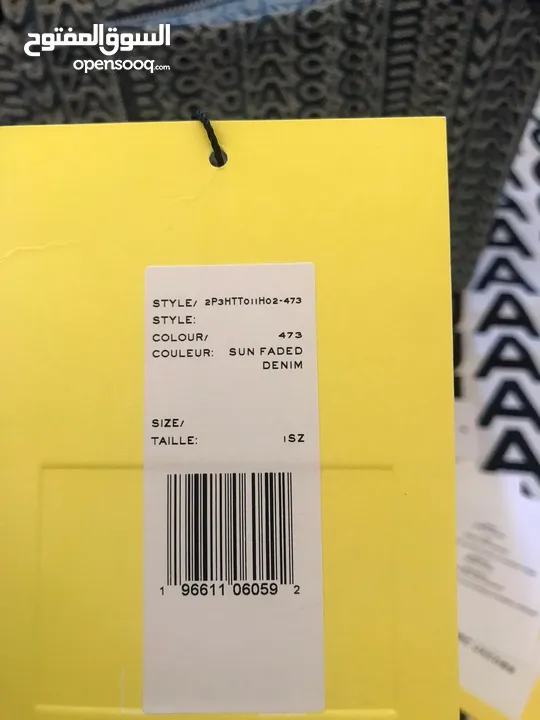 السوق المفتوح
opensooq.com
STYLE/ 2P3HTT011H02-473
STYLE:
COLOUR/ 473
COULEUR: SUN FADED
DENIM
SIZE/
TAILLE: 1SZ
1 96611 06059 2